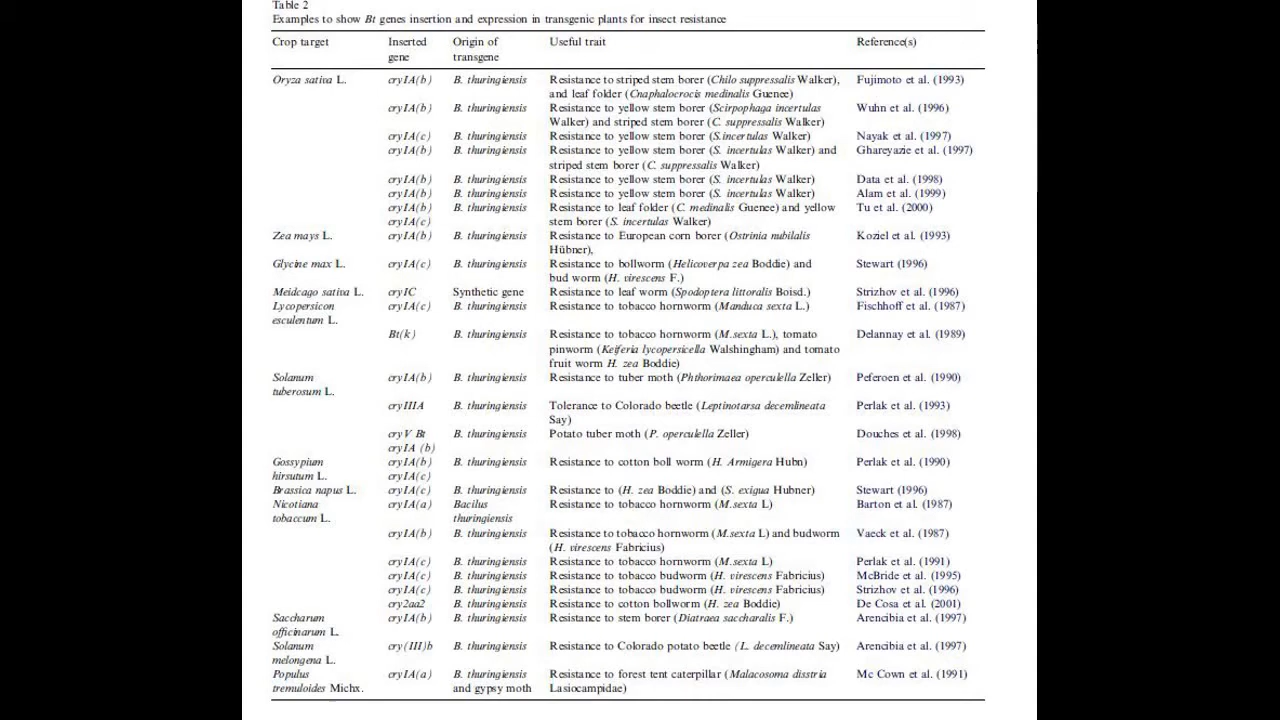 Table 2
Examples to show Bt genes insertion and expression in transgenic plants for insect resistance
Crop target Inserted gene Origin of transgene Useful trait Reference(s)
Oryza sativa L. cryIA(b) B. thuringiensis Resistance to striped stem borer (Chilo suppressalis Walker), Fujimoto et al. (1993)
and leaf folder (Cnaphalocrocis medinalis Guenee)
cryIA(b) B. thuringiensis Resistance to yellow stem borer (Scirpophaga incertulas Wuhn et al. (1996)
Walker) and striped stem borer (C. suppressalis Walker)
cryIA(c) B. thuringiensis Resistance to yellow stem borer (S.incertulas Walker) Nayak et al. (1997)
cryIA(b) B. thuringiensis Resistance to yellow stem borer (S. incertulas Walker) and Ghareyazie et al. (1997)
striped stem borer (C. suppressalis Walker)
cryIA(b) B. thuringiensis Resistance to yellow stem borer (S. incertulas Walker) Data et al. (1998)
cryIA(b) B. thuringiensis Resistance to yellow stem borer (S. incertulas Walker) Alam et al. (1999)
cryIA(b) B. thuringiensis Resistance to leaf folder (C. medinalis Guenee) and yellow Tu et al. (2000)
cryIA(c) stem borer (S. incertulas Walker)
Zea mays L. cryIA(b) B. thuringiensis Resistance to European corn borer (Ostrinia nubilalis Koziel et al. (1993)
Hübner),
Glycine max L. cryIA(c) B. thuringiensis Resistance to bollworm (Helicoverpa zea Boddie) and Stewart (1996)
bud worm (H. virescens F.)
Meidcago sativa L. cryIC Synthetic gene Resistance to leaf worm (Spodoptera littoralis Boisd.) Strizhov et al. (1996)
Lycopersicon cryIA(c) B. thuringiensis Resistance to tobacco hornworm (Manduca sexta L.) Fischhoff et al. (1987)
esculentum L.
Bt(k) B. thuringiensis Resistance to tobacco hornworm (M.sexta L.), tomato Delannay et al. (1989)
pinworm (Keiferia lycopersicella Walshingham) and tomato
fruit worm H. zea Boddie)
Solanum cryIA(b) B. thuringiensis Resistance to tuber moth (Phthorimaea operculella Zeller) Peferoen et al. (1990)
tuberosum L.
cryIIIA B. thuringiensis Tolerance to Colorado beetle (Leptinotarsa decemlineata Perlak et al. (1993)
Say)
cryV Bt B. thuringiensis Potato tuber moth (P. operculella Zeller) Douches et al. (1998)
cryIA (b)
Gossypium cryIA(b) B. thuringiensis Resistance to cotton boll worm (H. Armigera Hubn) Perlak et al. (1990)
hirsutum L. cryIA(c)
Brassica napus L. cryIA(c) B. thuringiensis Resistance to (H. zea Boddie) and (S. exigua Hubner) Stewart (1996)
Nicotiana cryIA(a) Bacilus Resistance to tobacco hornworm (M.sexta L) Barton et al. (1987)
tobaccum L. thuringiensis
cryIA(b) B. thuringiensis Resistance to tobacco hornworm (M.sexta L) and budworm Vaeck et al. (1987)
(H. virescens Fabricius)
cryIA(c) B. thuringiensis Resistance to tobacco hornworm (M.sexta L) Perlak et al. (1991)
cryIA(c) B. thuringiensis Resistance to tobacco budworm (H. virescens Fabricius) McBride et al. (1995)
cryIA(c) B. thuringiensis Resistance to tobacco budworm (H. virescens Fabricius) Strizhov et al. (1996)
cry2aa2 B. thuringiensis Resistance to cotton bollworm (H. zea Boddie) De Cosa et al. (2001)
Saccharum cryIA(b) B. thuringiensis Resistance to stem borer (Diatraea saccharalis F.) Arencibia et al. (1997)
officinarum L.
Solanum cry(III)b B. thuringiensis Resistance to Colorado potato beetle (L. decemlineata Say) Arencibia et al. (1997)
melongena L.
Populus cryIA(a) B. thuringiensis Resistance to forest tent caterpillar (Malacosoma disstria Mc Cown et al. (1991)
tremuloides Michx. and gypsy moth Lasiocampidae)